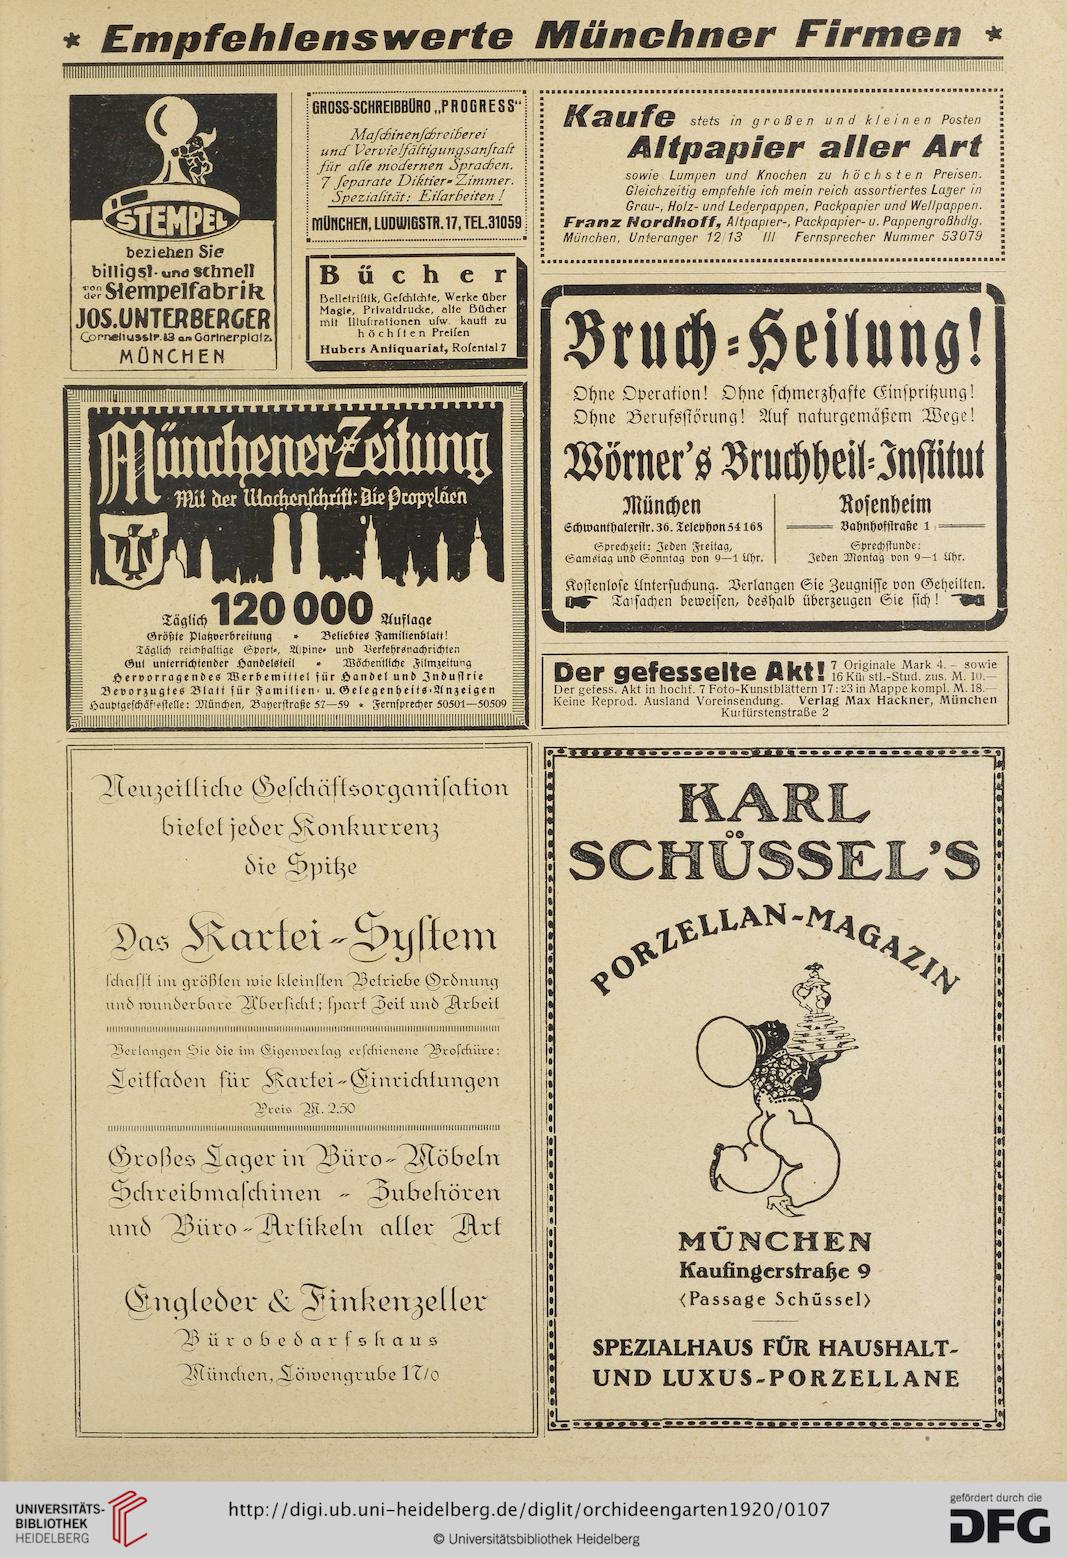 * Empfehlenswerte Münchner Firmen *
STEMPEL
beziehen Sie
billigst- und schnell
von der Stempelfabrik
JOS. UNTERBERGER
Corneliusstr. 13 am Gärtnerplatz
MÜNCHEN
GROSS-SCHREIBBÜRO „PROGRESS“
Maschinenschreiberei
und Vervielfältigungsanstalt
für alle modernen Sprachen.
7 separate Diktier-Zimmer.
Spezialität: Eilarbeiten!
MÜNCHEN, LUDWIGSTR. 17, TEL. 31059
Bücher
Belletristik, Geschichte, Werke über
Magie, Privatdrucke, alte Bücher
mit Illustrationen usw. kauft zu
höchsten Preisen
Hubers Antiquariat, Rosental 7
Kaufe stets in großen und kleinen Posten
Altpapier aller Art
sowie Lumpen und Knochen zu höchsten Preisen.
Gleichzeitig empfehle ich mein reich assortiertes Lager in
Grau-, Holz- und Lederpappen, Packpapier und Wellpappen.
Franz Nordhoff, Altpapier-, Packpapier- u. Pappengroßhdlg.
München, Unteranger 12/13 /// Fernsprecher Nummer 53079
Bruch-Heilung!
Ohne Operation! Ohne schmerzhafte Einspritzung!
Ohne Berufsstörung! Auf naturgemäßem Wege!
Wörner's Bruchheil-Institut
München
Schwanthalerstr. 36. Telephon 54168
Sprechzeit: Jeden Freitag,
Samstag und Sonntag von 9—1 Uhr.
Rosenheim
Bahnhofstraße 1
Sprechstunde:
Jeden Montag von 9—1 Uhr.
Kostenlose Untersuchung. Verlangen Sie Zeugnisse von Geheilten.
Tatsachen beweisen, deshalb überzeugen Sie sich!
Münchener Zeitung
Mit der Wochenschrift: Die Propyläen
Täglich 120 000 Auflage
Größte Platzverbreitung * Beliebtes Familienblatt!
Täglich reichhaltige Sport-, Alpine- und Verkehrsnachrichten
Gut unterrichtender Handelsteil * Wöchentliche Filmzeitung
Hervorragendes Werbemittel für Handel und Industrie
Bevorzugtes Blatt für Familien- u. Gelegenheits-Anzeigen
Hauptgeschäftsstelle: München, Bayerstraße 57—59 * Fernsprecher 50501—50509
Der gefesselte Akt! 7 Originale Mark 4.— sowie
16 Künstl.-Stud. zus. M. 10.—
Der gefess. Akt in hochf. 7 Foto-Kunstblättern 17:23 in Mappe kompl. M. 18.—
Keine Reprod. Ausland Voreinsendung. Verlag Max Hackner, München
Kurfürstenstraße 2
Neuzeitliche Geschäftsorganisation
bietet jeder Konkurrenz
die Spitze
Das Kartei-System
schafft im größten wie kleinsten Betriebe Ordnung
und wunderbare Übersicht; spart Zeit und Arbeit
Verlangen Sie die im Eigenverlag erschienene Broschüre:
Leitfaden für Kartei-Einrichtungen
Preis M. 2.50
Großes Lager in Büro-Möbeln
Schreibmaschinen - Zubehören
und Büro-Artikeln aller Art
Engleder & Finkenzeller
Bürobedarfshaus
München, Löwengrube 17/0
KARL
SCHÜSSEL'S
PORZELLAN-MAGAZIN
MÜNCHEN
Kaufingerstraße 9
(Passage Schüssel)
SPEZIALHAUS FÜR HAUSHALT-
UND LUXUS-PORZELLANE
UNIVERSITÄTS-
BIBLIOTHEK
HEIDELBERG
http://digi.ub.uni-heidelberg.de/diglit/orchideengarten1920/0107
© Universitätsbibliothek Heidelberg
gefördert durch die
DFG